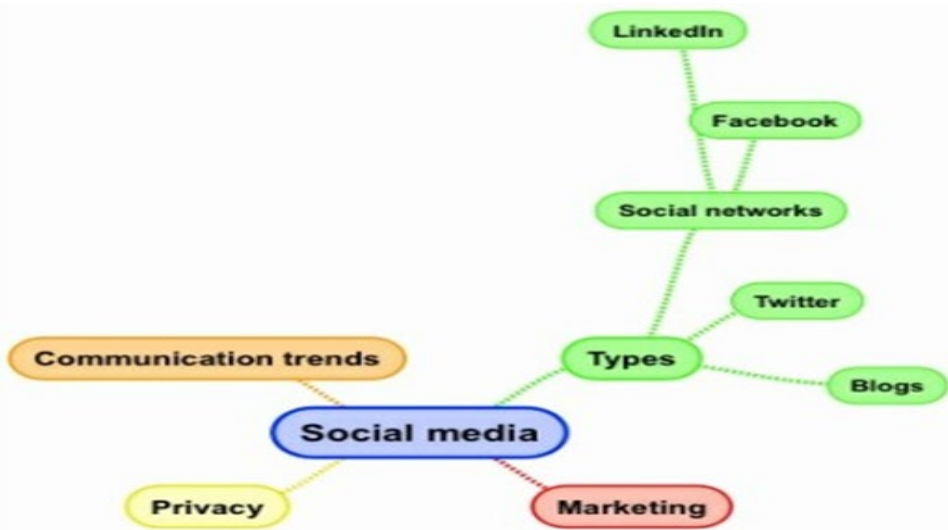 LinkedIn
Facebook
Social networks
Twitter
Communication trends
Types
Blogs
Social media
Privacy
Marketing